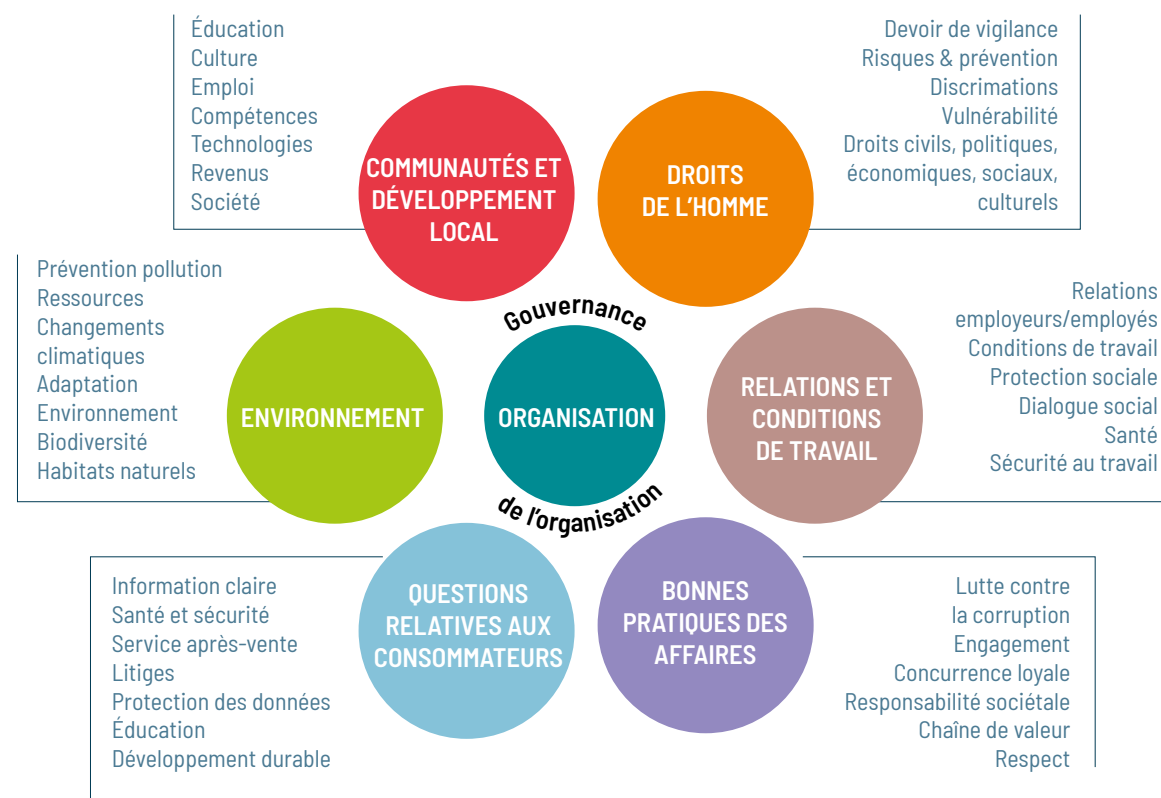 Éducation
Culture
Emploi
Compétences
Technologies
Revenus
Société
COMMUNAUTÉS ET
DÉVELOPPEMENT
LOCAL
DROITS
DE L'HOMME
Devoir de vigilance
Risques & prévention
Discrimations
Vulnérabilité
Droits civils, politiques,
économiques, sociaux,
culturels
Prévention pollution
Ressources
Changements
climatiques
Adaptation
Environnement
Biodiversité
Habitats naturels
ENVIRONNEMENT
Gouvernance
ORGANISATION
de l'organisation
RELATIONS ET
CONDITIONS
DE TRAVAIL
Relations
employeurs/employés
Conditions de travail
Protection sociale
Dialogue social
Santé
Sécurité au travail
Information claire
Santé et sécurité
Service après-vente
Litiges
Protection des données
Éducation
Développement durable
QUESTIONS
RELATIVES AUX
CONSOMMATEURS
BONNES
PRATIQUES DES
AFFAIRES
Lutte contre
la corruption
Engagement
Concurrence loyale
Responsabilité sociétale
Chaîne de valeur
Respect